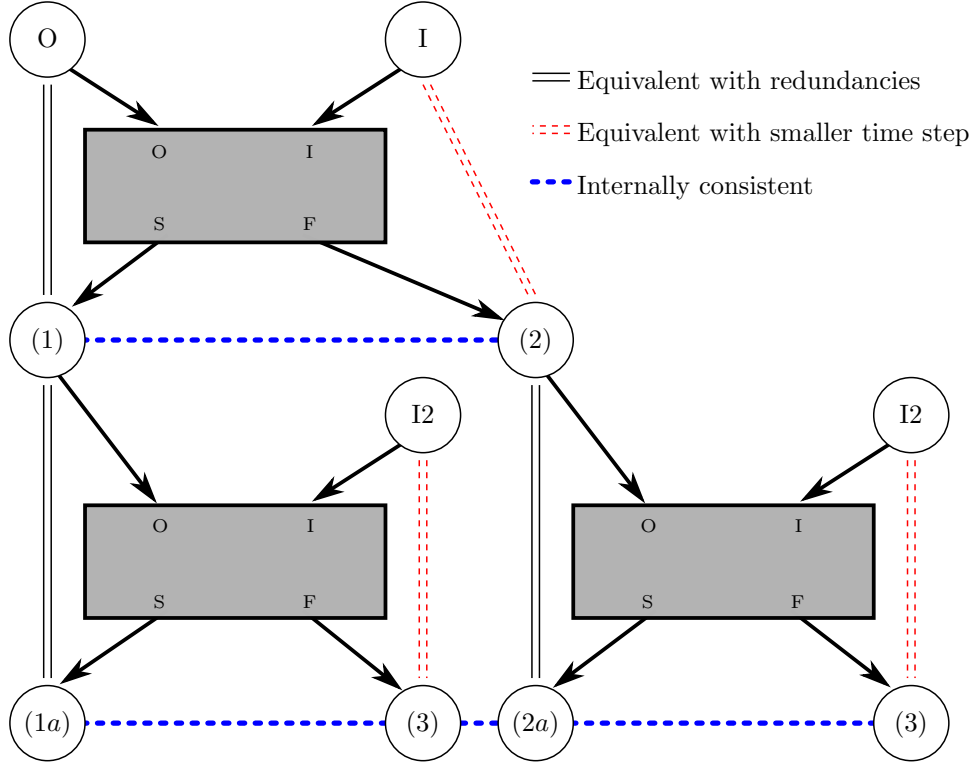 O
I
Equivalent with redundancies
Equivalent with smaller time step
Internally consistent
O I
S F
(1)
(2)
I2
I2
O I
S F
O I
S F
(1a)
(3)
(2a)
(3)